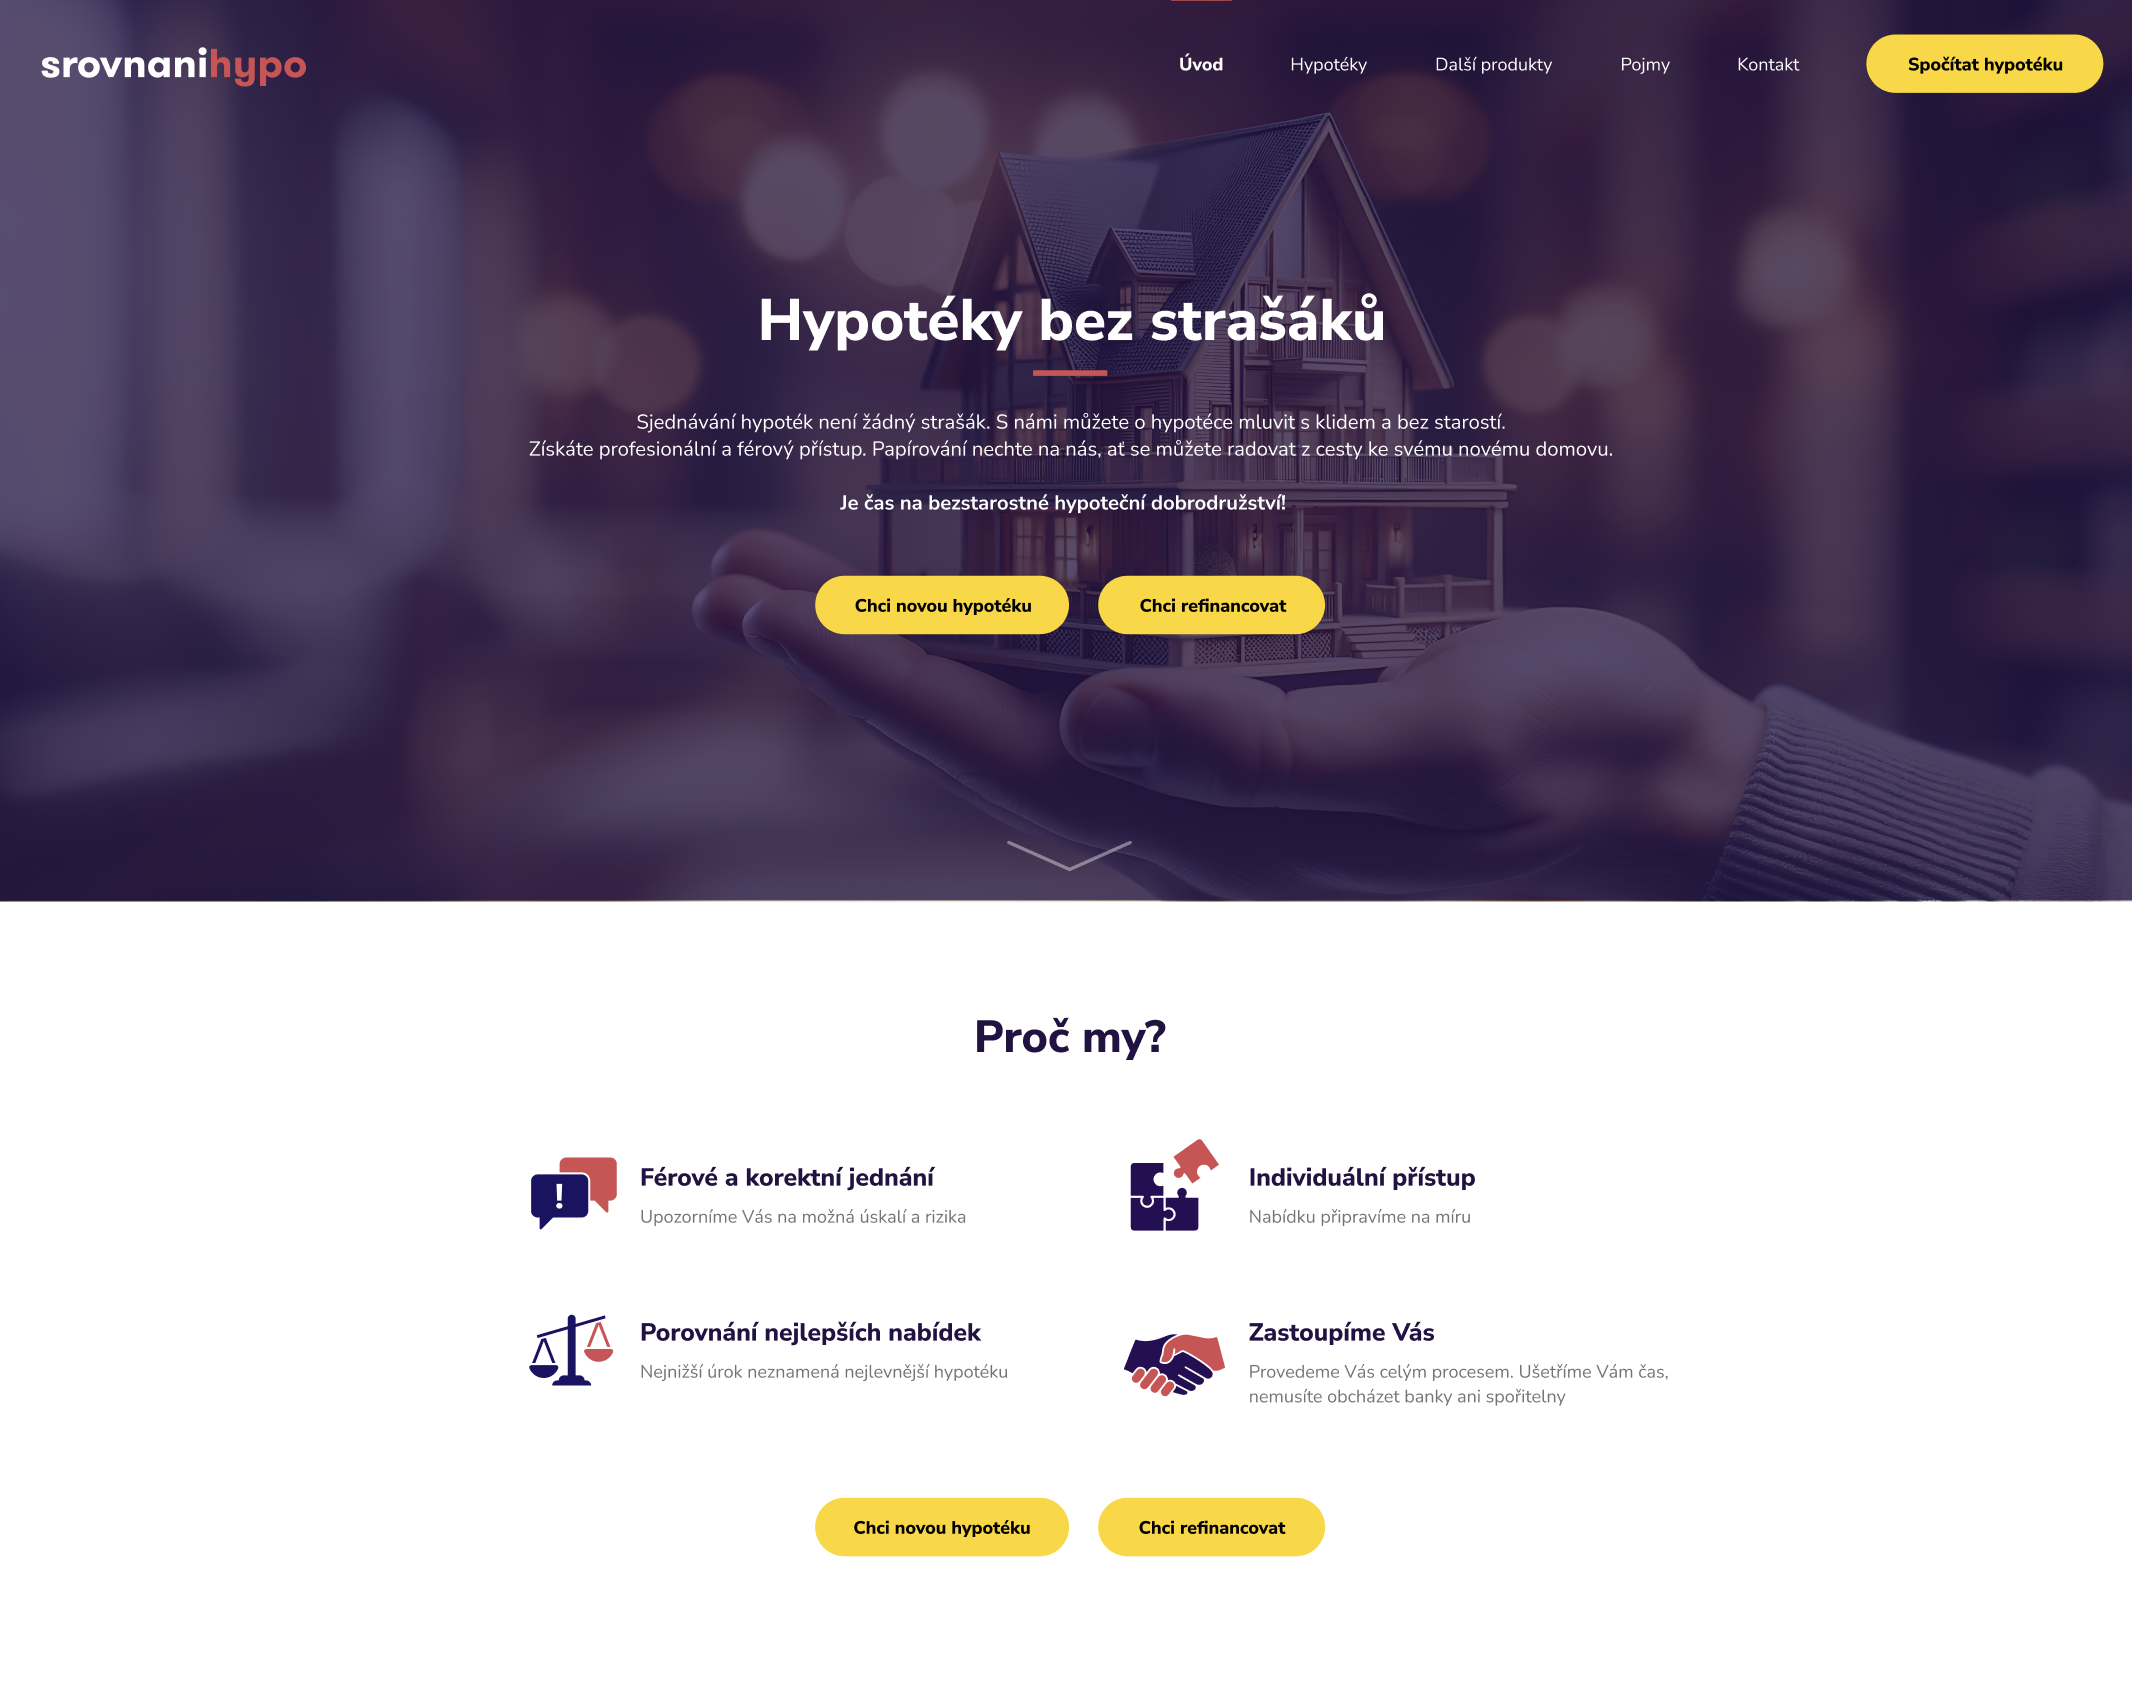 srovnanihypo
Úvod
Hypotéky
Další produkty
Pojmy
Kontakt
Spočítat hypotéku
Hypotéky bez strašáků
Sjednávání hypoték není žádný strašák. S námi můžete o hypotéce mluvit s klidem a bez starostí.
Získáte profesionální a férový přístup. Papírování nechte na nás, ať se můžete radovat z cesty ke svému novému domovu.
Je čas na bezstarostné hypoteční dobrodružství!
Chci novou hypotéku
Chci refinancovat
Proč my?
Férové a korektní jednání
Upozorníme Vás na možná úskalí a rizika
Individuální přístup
Nabídku připravíme na míru
Porovnání nejlepších nabídek
Nejnižší úrok neznamená nejlevnější hypotéku
Zastoupíme Vás
Provedeme Vás celým procesem. Ušetříme Vám čas,
nemusíte obcházet banky ani spořitelny
Chci novou hypotéku
Chci refinancovat